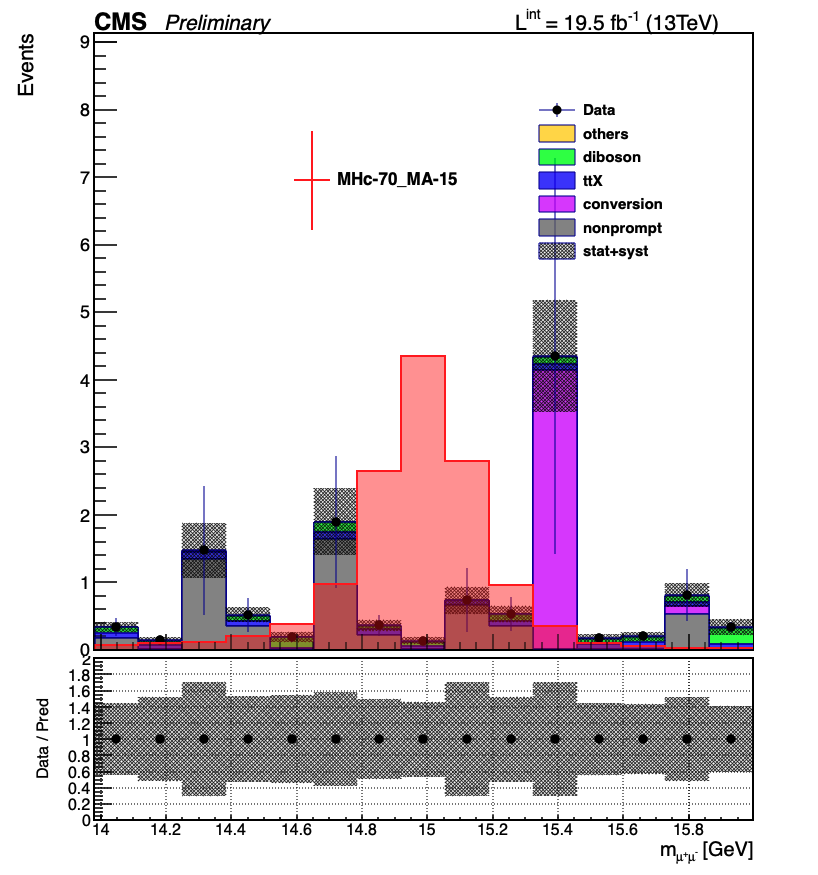 CMS Preliminary L^int = 19.5 fb⁻¹ (13TeV)
Events
9
8
7
6
5
4
3
2
1
0
Data
others
diboson
ttX
conversion
nonprompt
stat+syst
MHc-70_MA-15
Data / Pred
2
1.8
1.6
1.4
1.2
1
0.8
0.6
0.4
0.2
0
14 14.2 14.4 14.6 14.8 15 15.2 15.4 15.6 15.8
m_μ⁺μ⁻ [GeV]